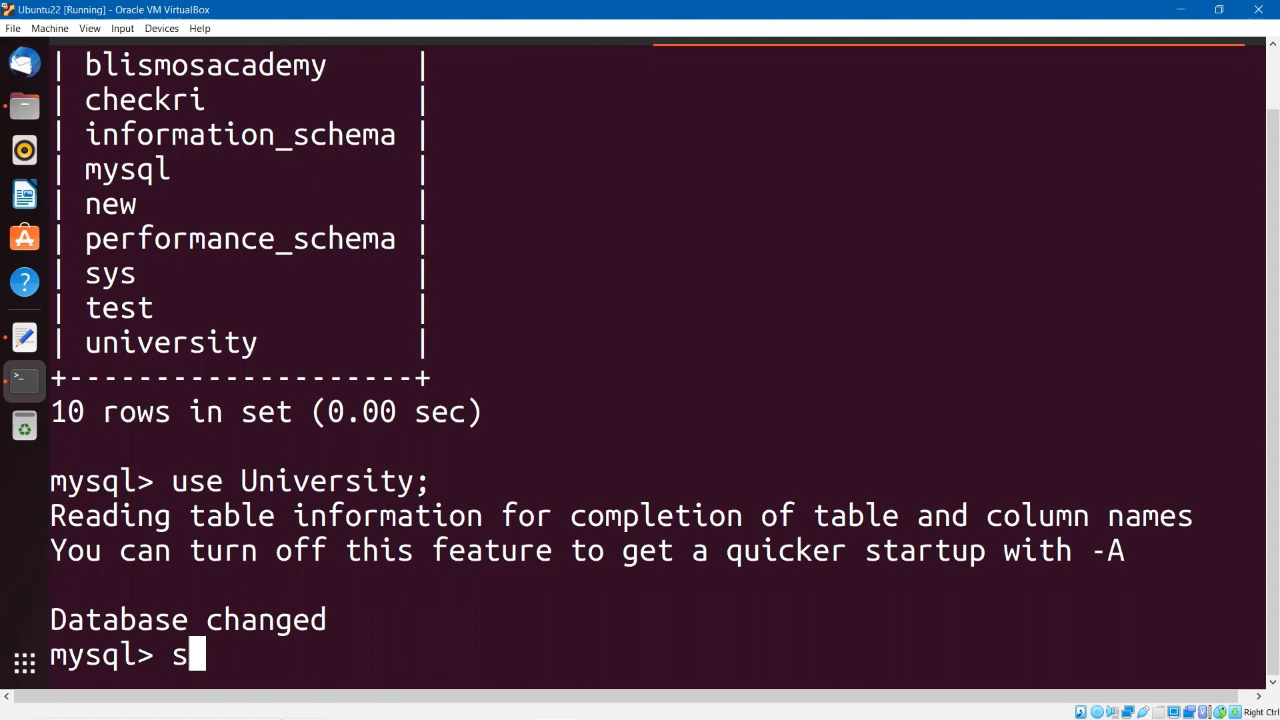 Ubuntu22 [Running] - Oracle VM VirtualBox
File Machine View Input Devices Help
| blismosacademy |
| checkri |
| information_schema |
| mysql |
| new |
| performance_schema |
| sys |
| test |
| university |
+--------------------+
10 rows in set (0.00 sec)
mysql> use University;
Reading table information for completion of table and column names
You can turn off this feature to get a quicker startup with -A
Database changed
mysql> s
Right Ctrl